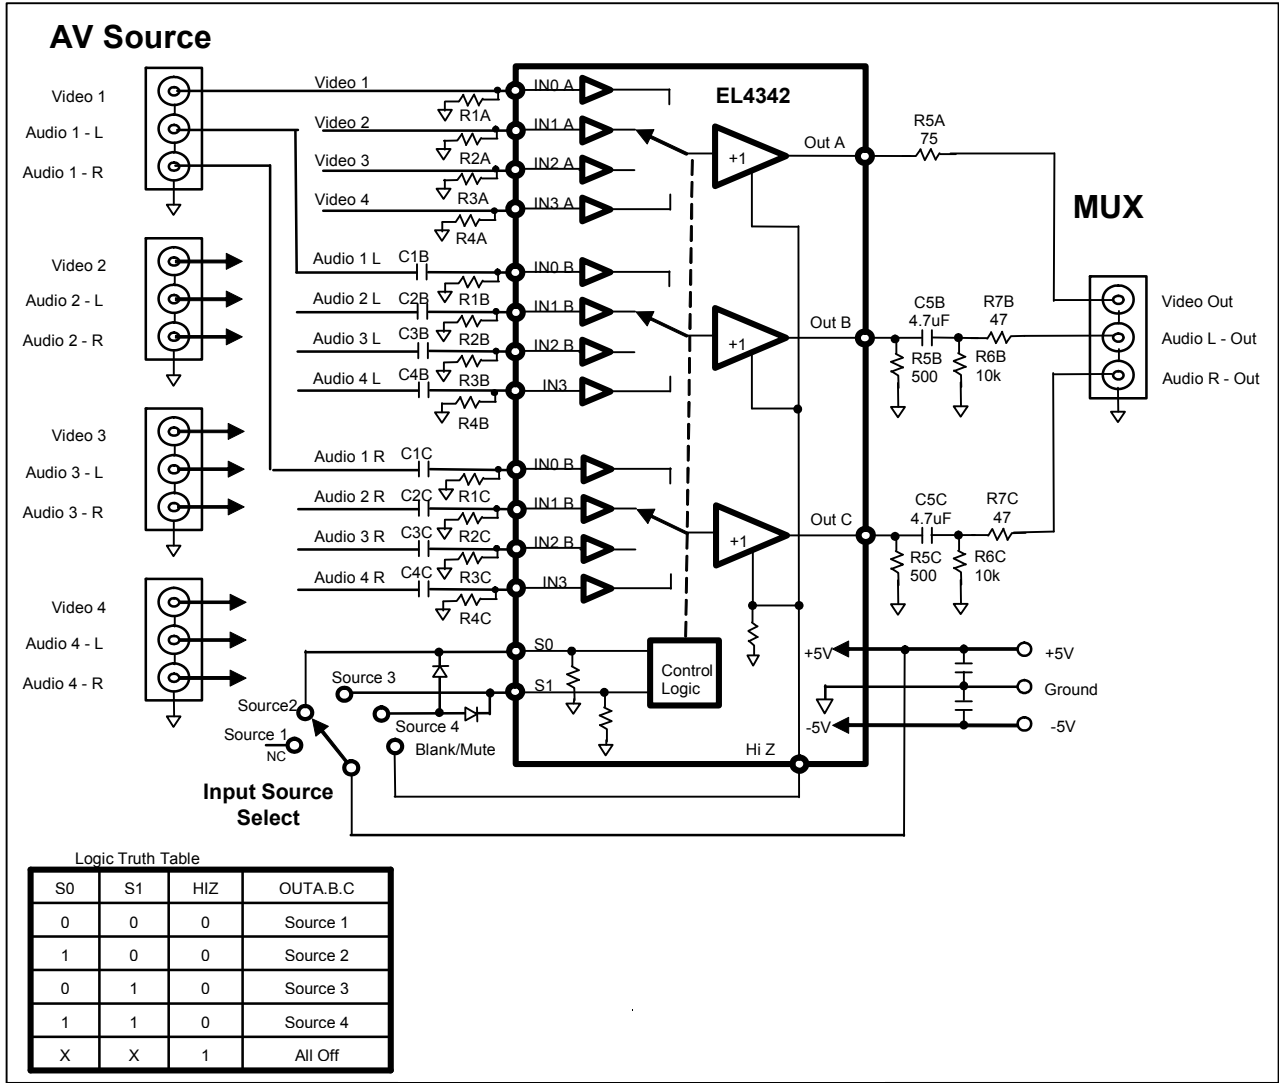 AV Source
Video 1
Audio 1 - L
Audio 1 - R
Video 2
Audio 2 - L
Audio 2 - R
Video 3
Audio 3 - L
Audio 3 - R
Video 4
Audio 4 - L
Audio 4 - R
Video 1
R1A
Video 2
R2A
Video 3
R3A
Video 4
R4A
Audio 1 L C1B
R1B
Audio 2 L C2B
R2B
Audio 3 L C3B
R3B
Audio 4 L C4B
R4B
Audio 1 R C1C
R1C
Audio 2 R C2C
R2C
Audio 3 R C3C
R3C
Audio 4 R C4C
R4C
EL4342
IN0 A
IN1 A
IN2 A
IN3 A
IN0 B
IN1 B
IN2 B
IN3
IN0 B
IN1 B
IN2 B
IN3
+1
Out A
+1
Out B
+1
Out C
S0
S1
Control
Logic
Hi Z
+5V
-5V
R5A
75
MUX
C5B
4.7uF
R7B
47
R5B
500
R6B
10k
Video Out
Audio L - Out
Audio R - Out
C5C
4.7uF
R7C
47
R5C
500
R6C
10k
+5V
Ground
-5V
Source 3
Source2
Source 4
Source 1
NC
Blank/Mute
Input Source
Select
Logic Truth Table
S0 S1 HIZ OUTA.B.C
0 0 0 Source 1
1 0 0 Source 2
0 1 0 Source 3
1 1 0 Source 4
X X 1 All Off